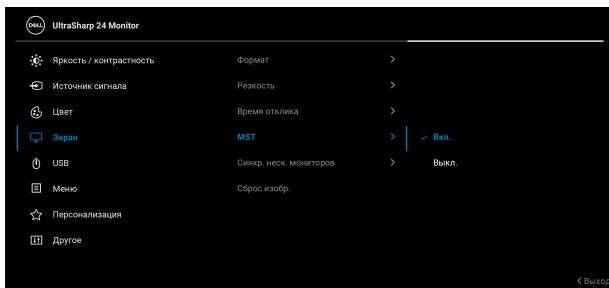 DELL UltraSharp 24 Monitor
Яркость / контрастность Формат
Источник сигнала Резкость
Цвет Время отклика
Экран MST Вкл.
USB Синхр. неск. мониторов Выкл.
Меню Сброс изобр.
Персонализация
Другое
Выход